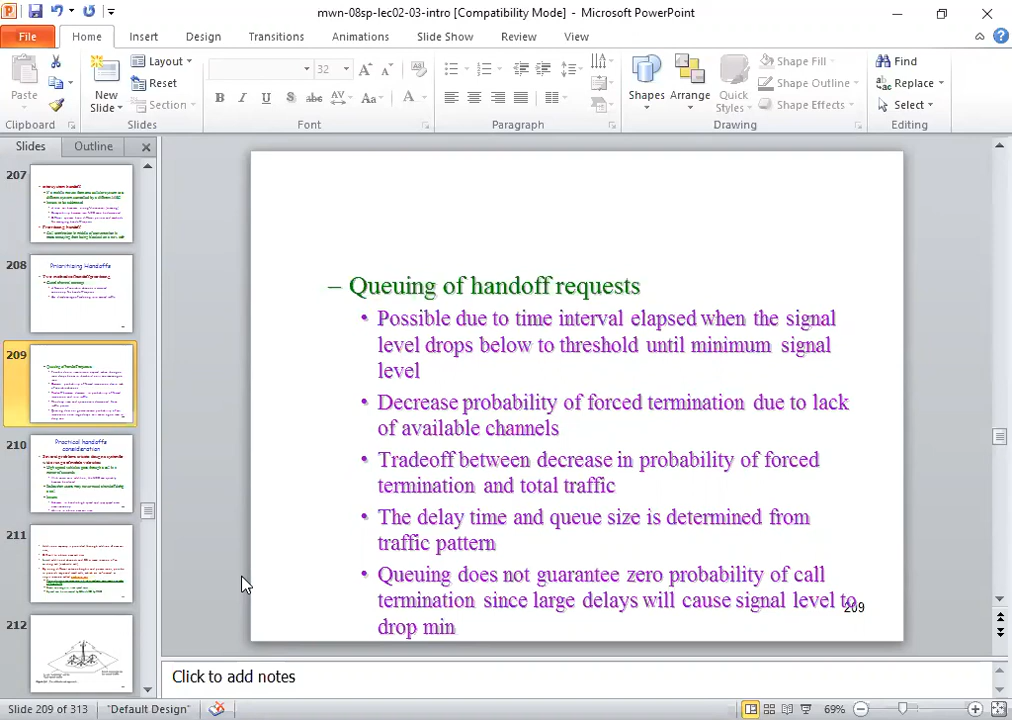 mwn-08sp-lec02-03-intro [Compatibility Mode] - Microsoft PowerPoint
File Home Insert Design Transitions Animations Slide Show Review View
Paste
Clipboard
New
Slide
Layout
Reset
Section
Slides
32
B I U S abc AV Aa A
Font
Paragraph
Shapes
Arrange
Quick
Styles
Shape Fill
Shape Outline
Shape Effects
Drawing
Find
Replace
Select
Editing
Slides Outline
207
208
Prioritizing Handoffs
209
210
Practical handoffs
consideration
211
212
– Queuing of handoff requests
• Possible due to time interval elapsed when the signal
level drops below to threshold until minimum signal
level
• Decrease probability of forced termination due to lack
of available channels
• Tradeoff between decrease in probability of forced
termination and total traffic
• The delay time and queue size is determined from
traffic pattern
• Queuing does not guarantee zero probability of call
termination since large delays will cause signal level to
drop min
209
Click to add notes
Slide 209 of 313 "Default Design" 69%